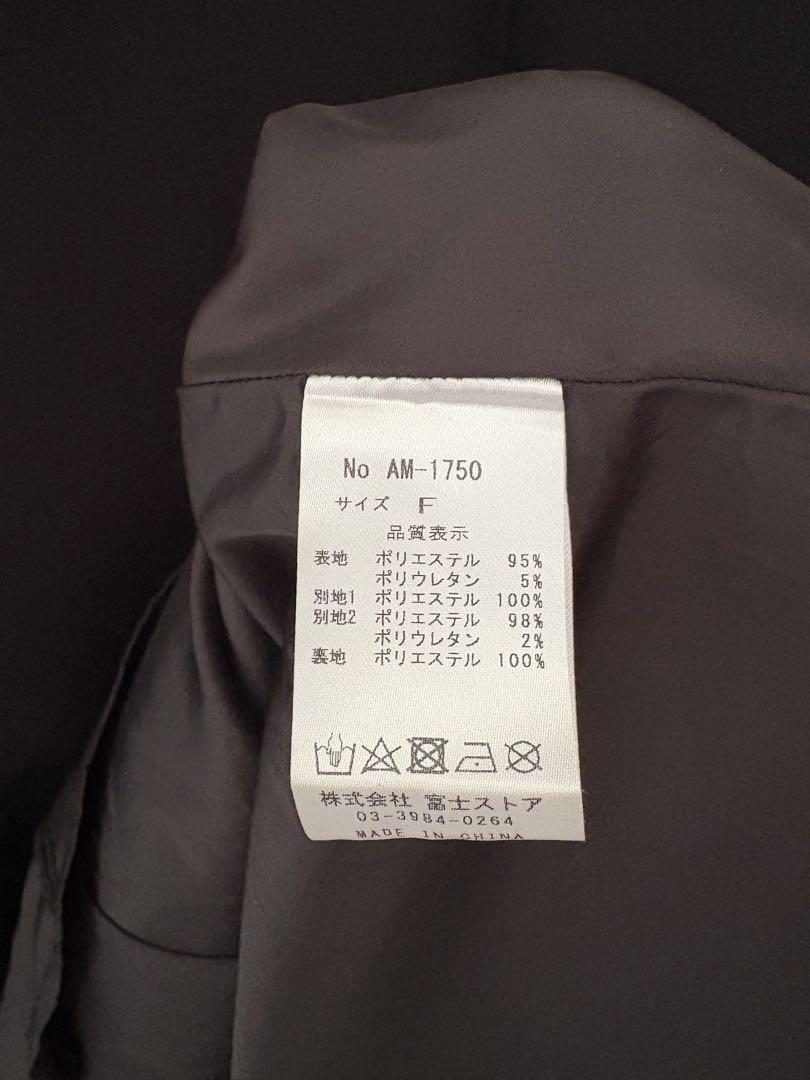 No AM-1750
サイズ F
品質表示
表地 ポリエステル 95%
ポリウレタン 5%
別地1 ポリエステル 100%
別地2 ポリエステル 98%
ポリウレタン 2%
裏地 ポリエステル 100%
株式会社 富士ストア
03-3984-0264
MADE IN CHINA